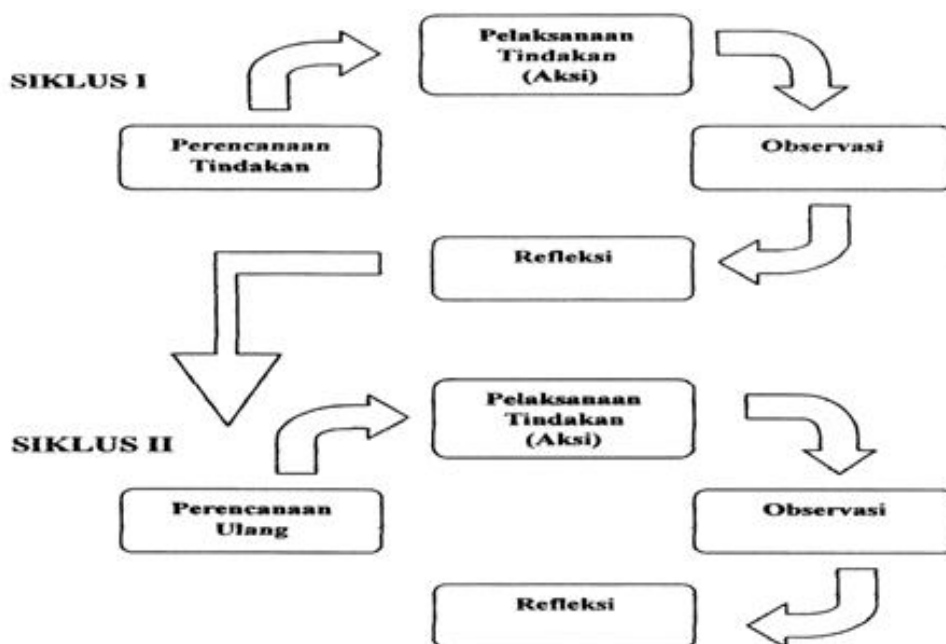 Pelaksanaan
Tindakan
(Aksi)
SIKLUS I
Perencanaan
Tindakan
Observasi
Refleksi
Pelaksanaan
Tindakan
(Aksi)
SIKLUS II
Perencanaan
Ulang
Observasi
Refleksi